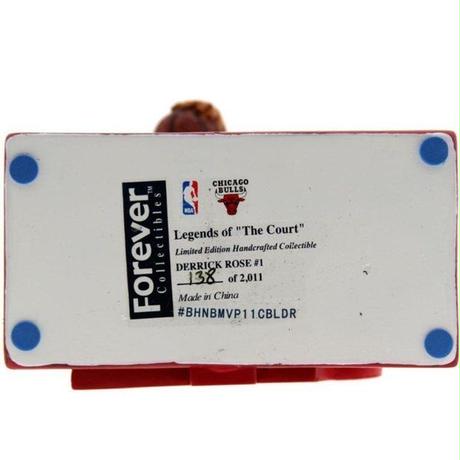 Forever™
Collectibles
NBA
CHICAGO
BULLS
Legends of "The Court"
Limited Edition Handcrafted Collectible
DERRICK ROSE #1
138 of 2,011
Made in China
#BHNBMVP11CBLDR